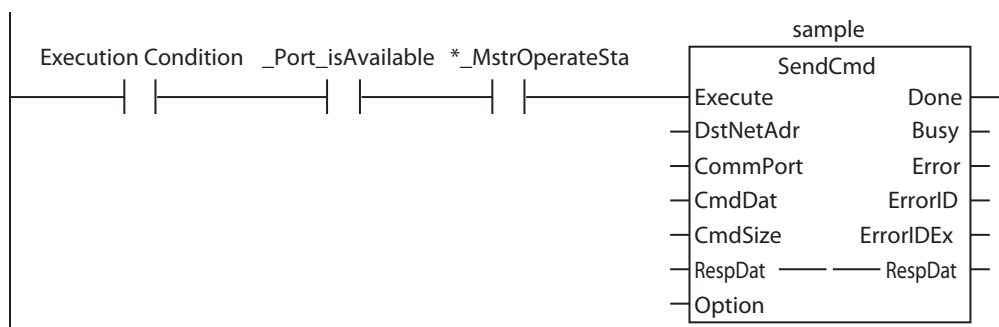 sample
Execution Condition _Port_isAvailable *_MstrOperateSta
SendCmd
Execute Done
DstNetAdr Busy
CommPort Error
CmdDat ErrorID
CmdSize ErrorIDEx
RespDat RespDat
Option